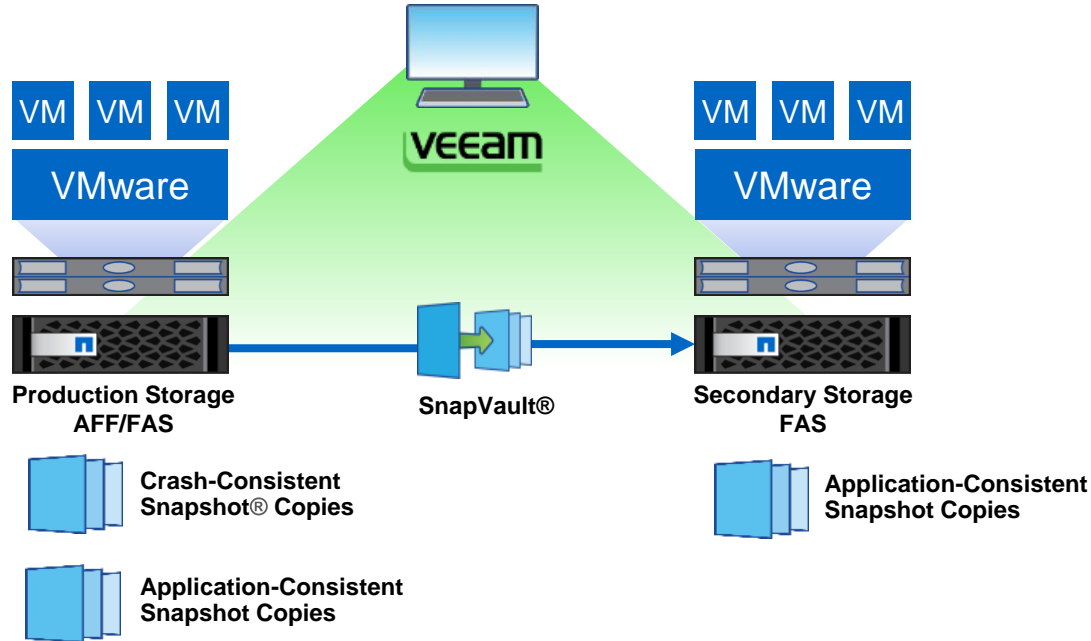 VM VM VM
VMware
veeam
VM VM VM
VMware
Production Storage
AFF/FAS
SnapVault®
Secondary Storage
FAS
Crash-Consistent
Snapshot® Copies
Application-Consistent
Snapshot Copies
Application-Consistent
Snapshot Copies